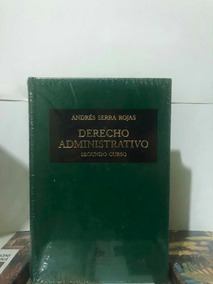 ANDRÉS SERRA ROJAS
DERECHO
ADMINISTRATIVO
SEGUNDO CURSO